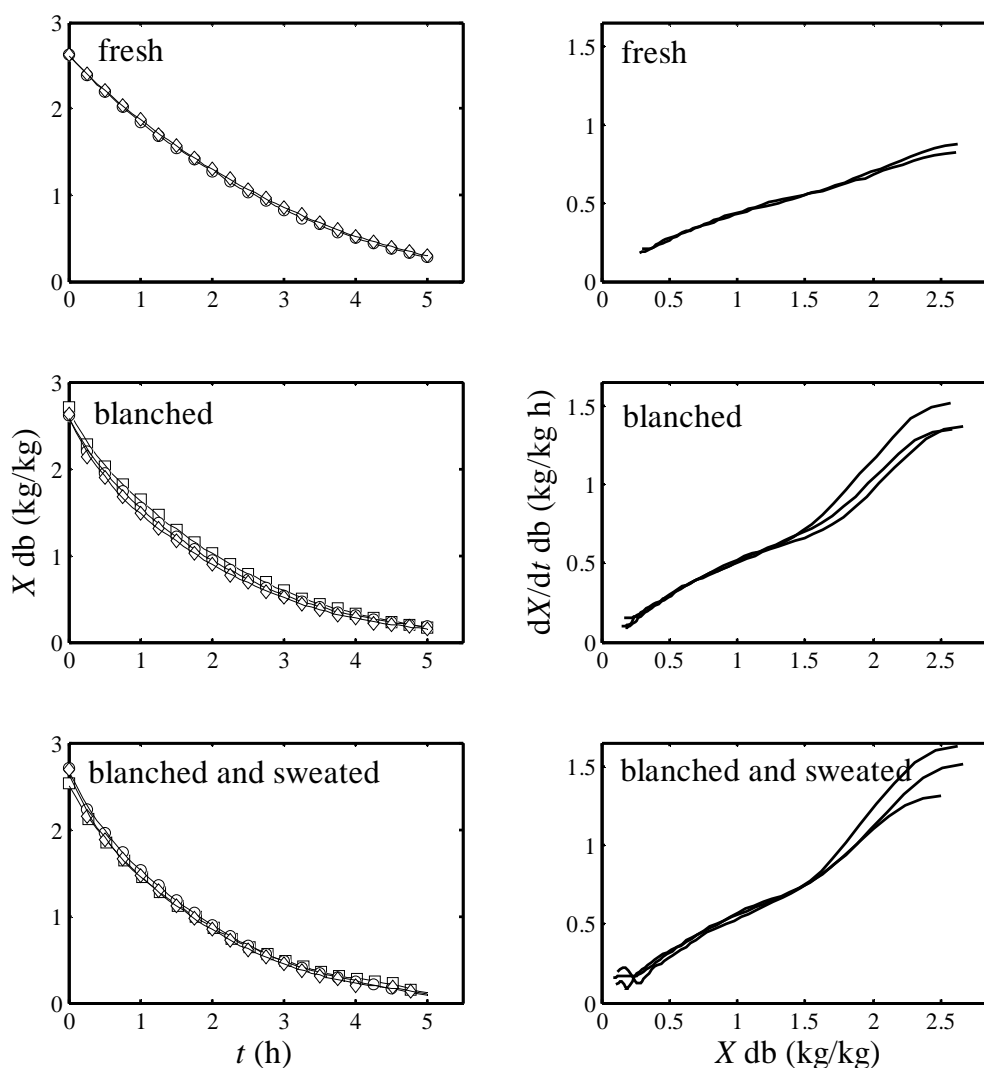 3
2
1
0
fresh
0 1 2 3 4 5
1.5
1
0.5
0
fresh
0 0.5 1 1.5 2 2.5
X db (kg/kg)
3
2
1
0
blanched
0 1 2 3 4 5
dX/dt db (kg/kg h)
1.5
1
0.5
0
blanched
0 0.5 1 1.5 2 2.5
3
2
1
0
blanched and sweated
0 1 2 3 4 5
t (h)
1.5
1
0.5
0
blanched and sweated
0 0.5 1 1.5 2 2.5
X db (kg/kg)